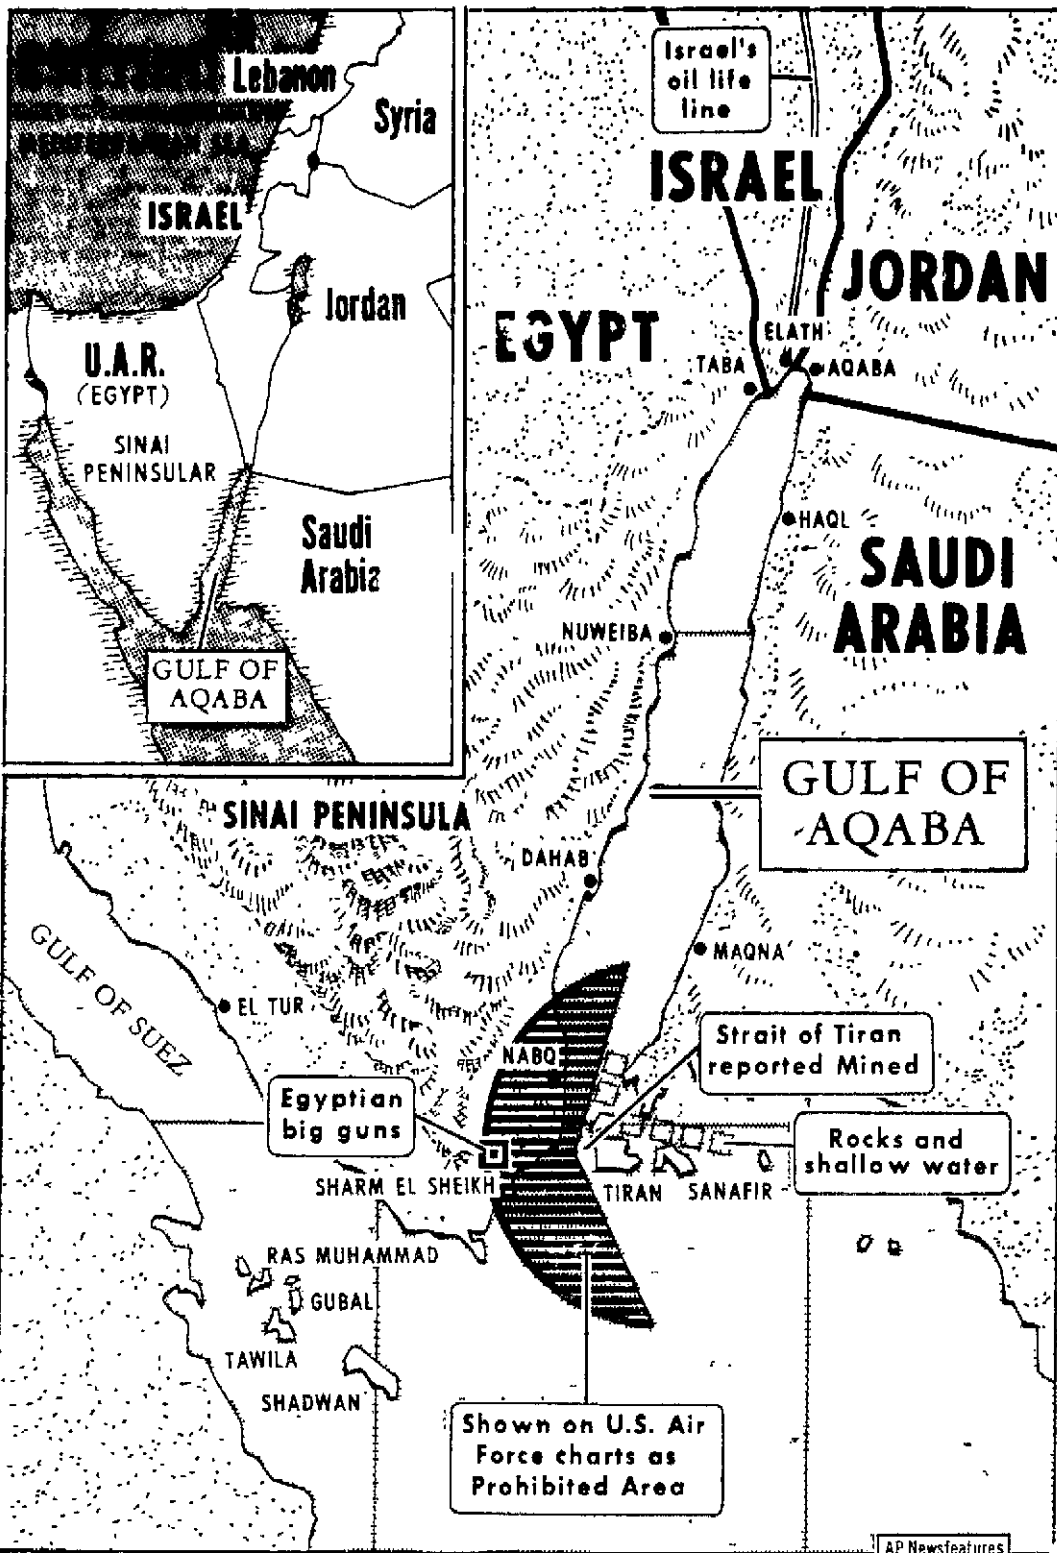 Lebanon
Syria
MEDITERRANEAN SEA
ISRAEL
Jordan
U.A.R.
(EGYPT)
SINAI
PENINSULAR
Saudi
Arabia
GULF OF
AQABA
Israel's
oil life
line
ISRAEL
JORDAN
EGYPT
ELATH
TABA
AQABA
HAQL
SAUDI
ARABIA
NUWEIBA
GULF OF
AQABA
SINAI PENINSULA
DAHAB
MAQNA
GULF OF SUEZ
EL TUR
NABQ
Strait of Tiran
reported Mined
Egyptian
big guns
Rocks and
shallow water
SHARM EL SHEIKH
TIRAN
SANAFIR
RAS MUHAMMAD
GUBAL
TAWILA
SHADWAN
Shown on U.S. Air
Force charts as
Prohibited Area
AP Newsfeatures